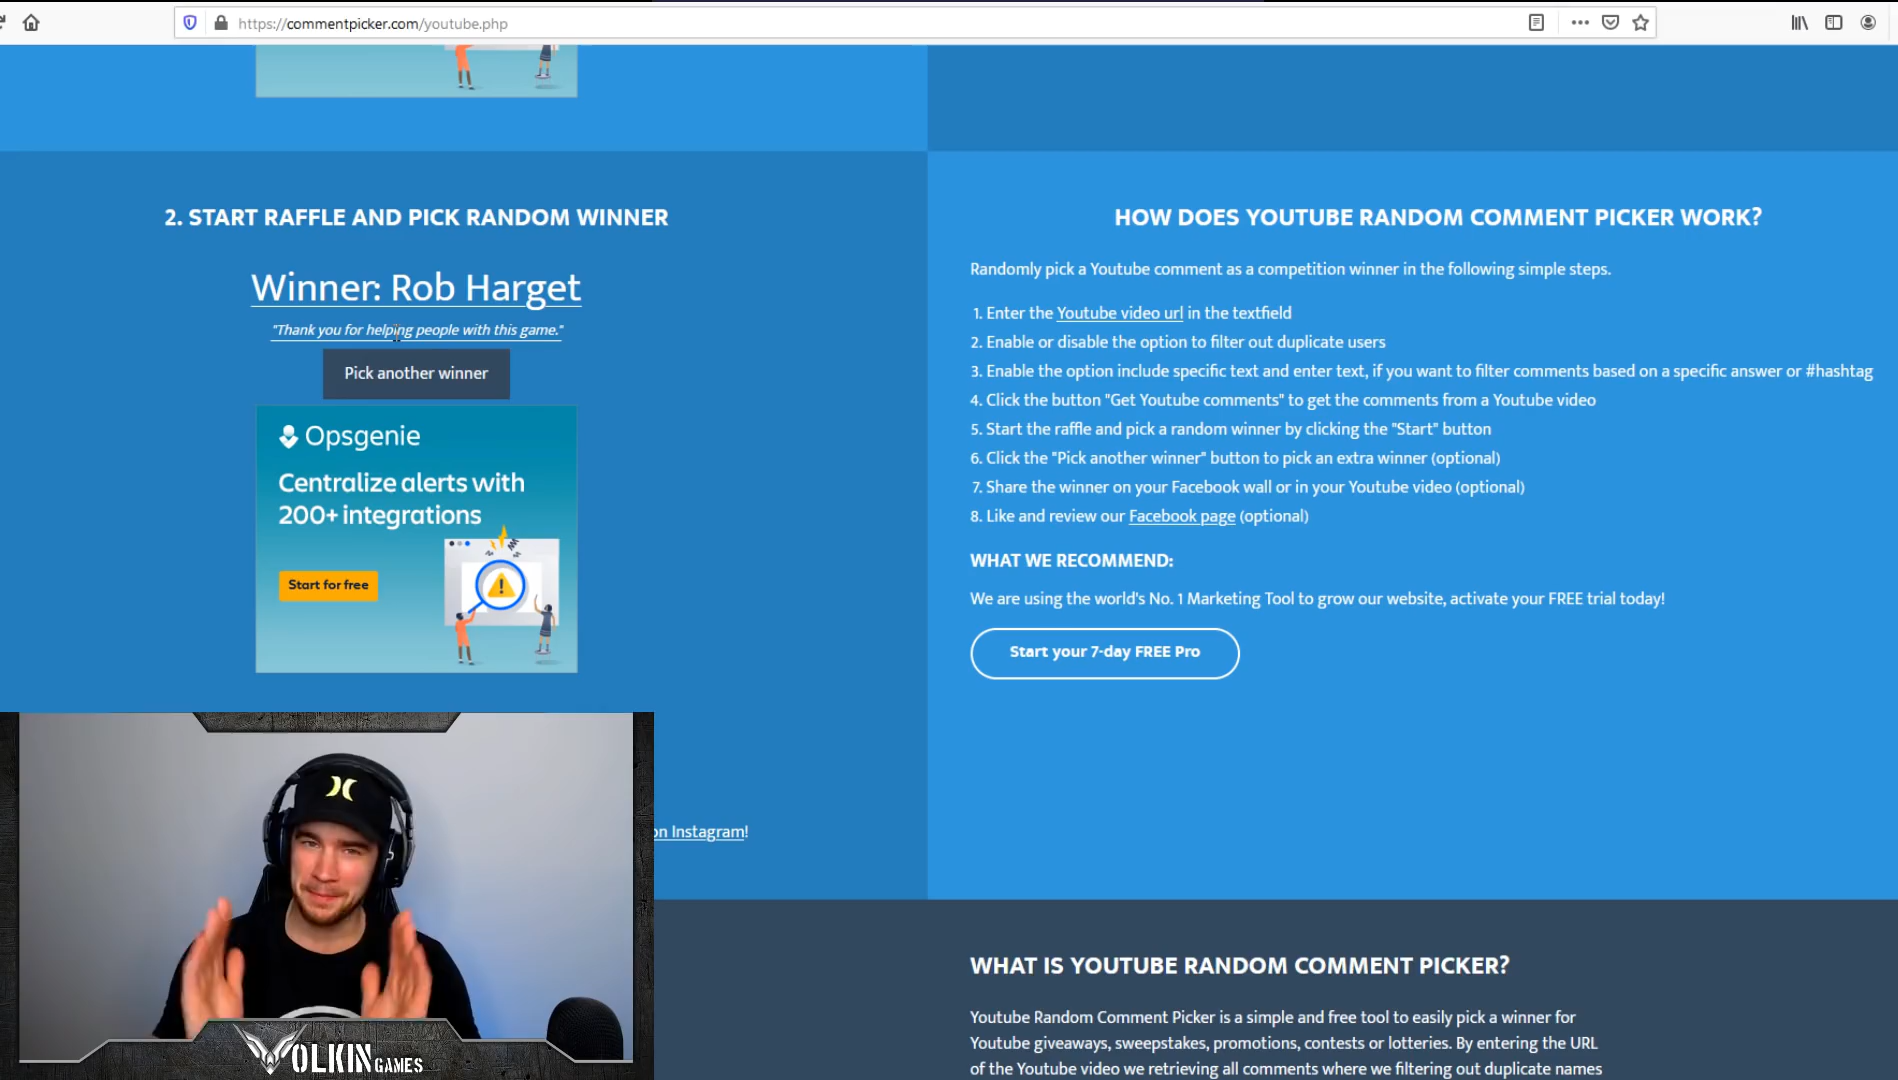 https://commentpicker.com/youtube.php
2. START RAFFLE AND PICK RANDOM WINNER
Winner: Rob Harget
"Thank you for helping people with this game."
Pick another winner
Opsgenie
Centralize alerts with
200+ integrations
Start for free
on Instagram!
HOW DOES YOUTUBE RANDOM COMMENT PICKER WORK?
Randomly pick a Youtube comment as a competition winner in the following simple steps.
1. Enter the Youtube video url in the textfield
2. Enable or disable the option to filter out duplicate users
3. Enable the option include specific text and enter text, if you want to filter comments based on a specific answer or #hashtag
4. Click the button "Get Youtube comments" to get the comments from a Youtube video
5. Start the raffle and pick a random winner by clicking the "Start" button
6. Click the "Pick another winner" button to pick an extra winner (optional)
7. Share the winner on your Facebook wall or in your Youtube video (optional)
8. Like and review our Facebook page (optional)
WHAT WE RECOMMEND:
We are using the world's No. 1 Marketing Tool to grow our website, activate your FREE trial today!
Start your 7-day FREE Pro
WHAT IS YOUTUBE RANDOM COMMENT PICKER?
Youtube Random Comment Picker is a simple and free tool to easily pick a winner for
Youtube giveaways, sweepstakes, promotions, contests or lotteries. By entering the URL
of the Youtube video we retrieving all comments where we filtering out duplicate names
VOLKIN GAMES